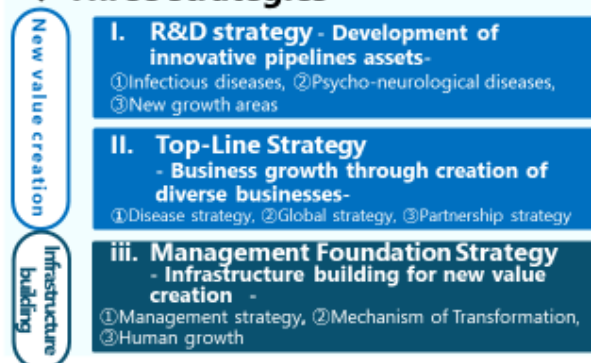 New value creation
I. R&D strategy - Development of
innovative pipelines assets-
①Infectious diseases, ②Psycho-neurological diseases,
③New growth areas
II. Top-Line Strategy
- Business growth through creation of
diverse businesses-
①Disease strategy, ②Global strategy, ③Partnership strategy
Infrastructure
building
iii. Management Foundation Strategy
- Infrastructure building for new value
creation -
①Management strategy, ②Mechanism of Transformation,
③Human growth